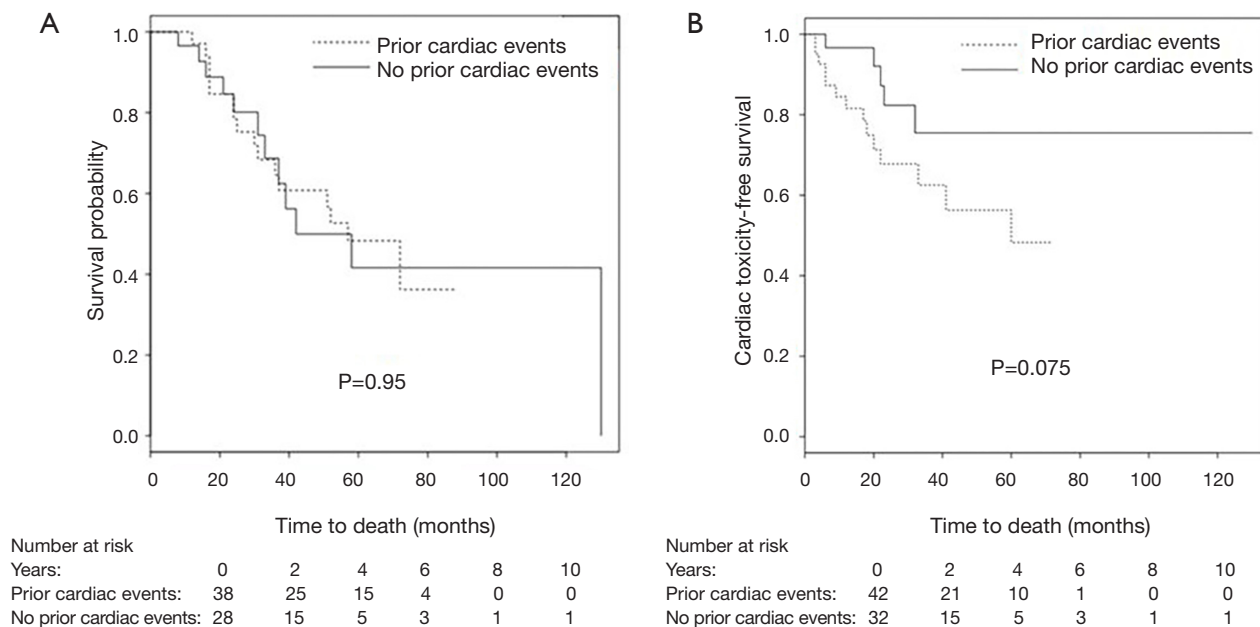 A
Survival probability
1.0
0.8
0.6
0.4
0.2
0.0
Prior cardiac events
No prior cardiac events
P=0.95
0 20 40 60 80 100 120
Time to death (months)
Number at risk
Years: 0 2 4 6 8 10
Prior cardiac events: 38 25 15 4 0 0
No prior cardiac events: 28 15 5 3 1 1
B
Cardiac toxicity-free survival
1.0
0.8
0.6
0.4
0.2
0.0
Prior cardiac events
No prior cardiac events
P=0.075
0 20 40 60 80 100 120
Time to death (months)
Number at risk
Years: 0 2 4 6 8 10
Prior cardiac events: 42 21 10 1 0 0
No prior cardiac events: 32 15 5 3 1 1